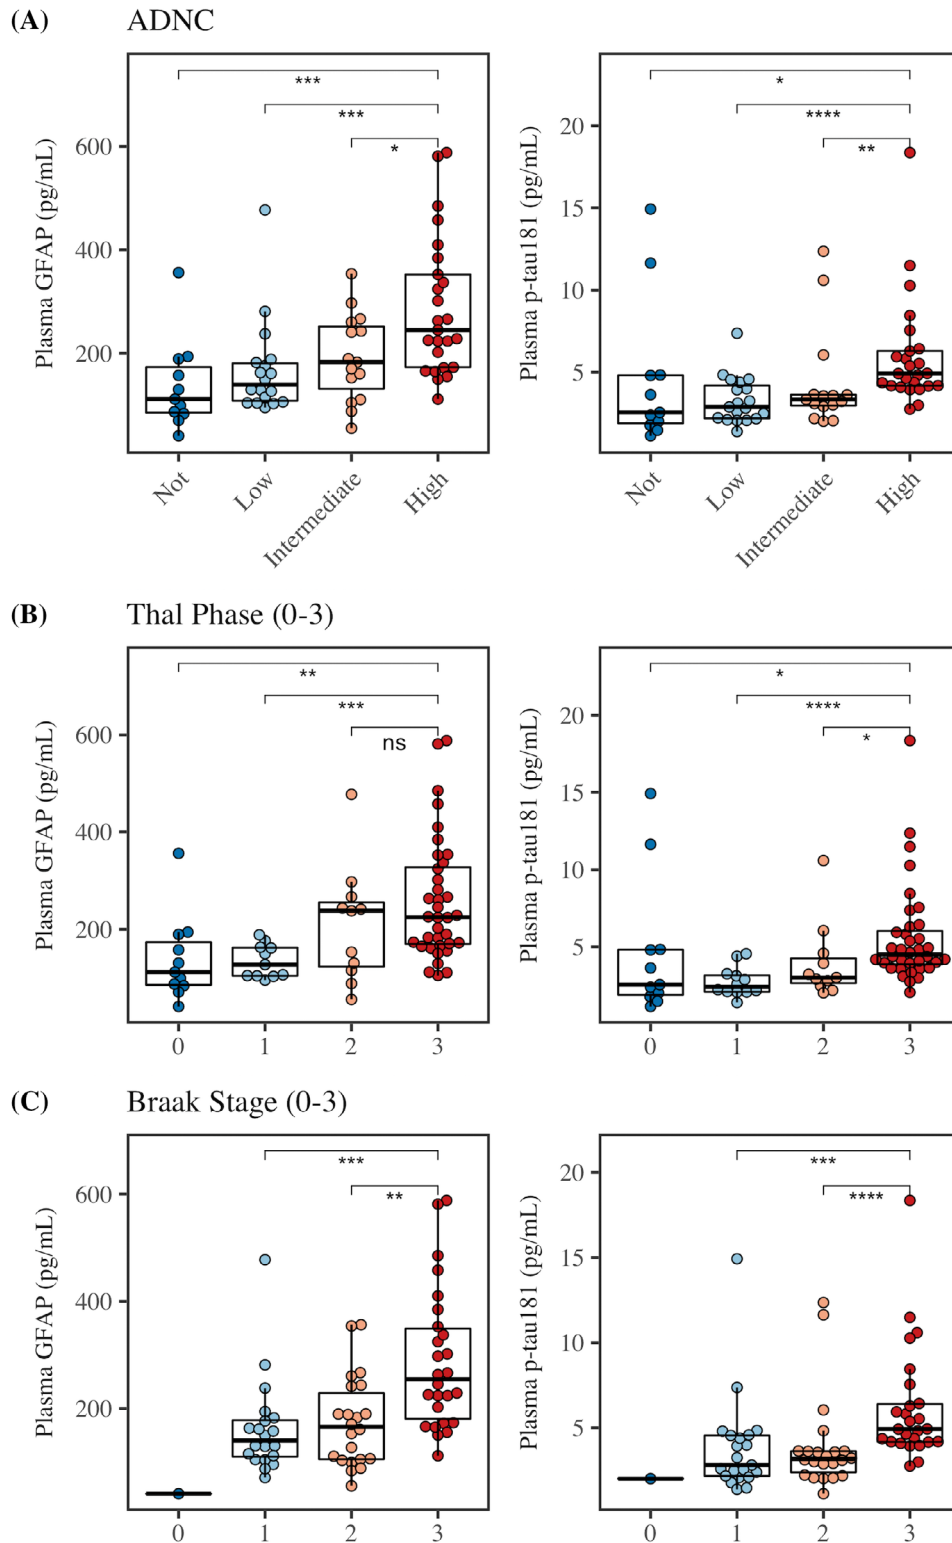 (A) ADNC
Plasma GFAP (pg/mL)
600
400
200
***
***
*
Not
Low
Intermediate
High
Plasma p-tau181 (pg/mL)
20
15
10
5
*
****
**
Not
Low
Intermediate
High
(B) Thal Phase (0-3)
Plasma GFAP (pg/mL)
600
400
200
**
***
ns
0 1 2 3
Plasma p-tau181 (pg/mL)
20
15
10
5
*
****
*
0 1 2 3
(C) Braak Stage (0-3)
Plasma GFAP (pg/mL)
600
400
200
***
**
0 1 2 3
Plasma p-tau181 (pg/mL)
20
15
10
5
***
****
0 1 2 3